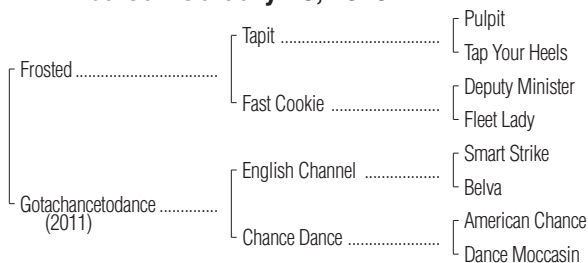 Pulpit
Tapit
Tap Your Heels
Frosted
Deputy Minister
Fast Cookie
Fleet Lady
Smart Strike
English Channel
Belva
Gotachancetodance
(2011)
American Chance
Chance Dance
Dance Moccasin